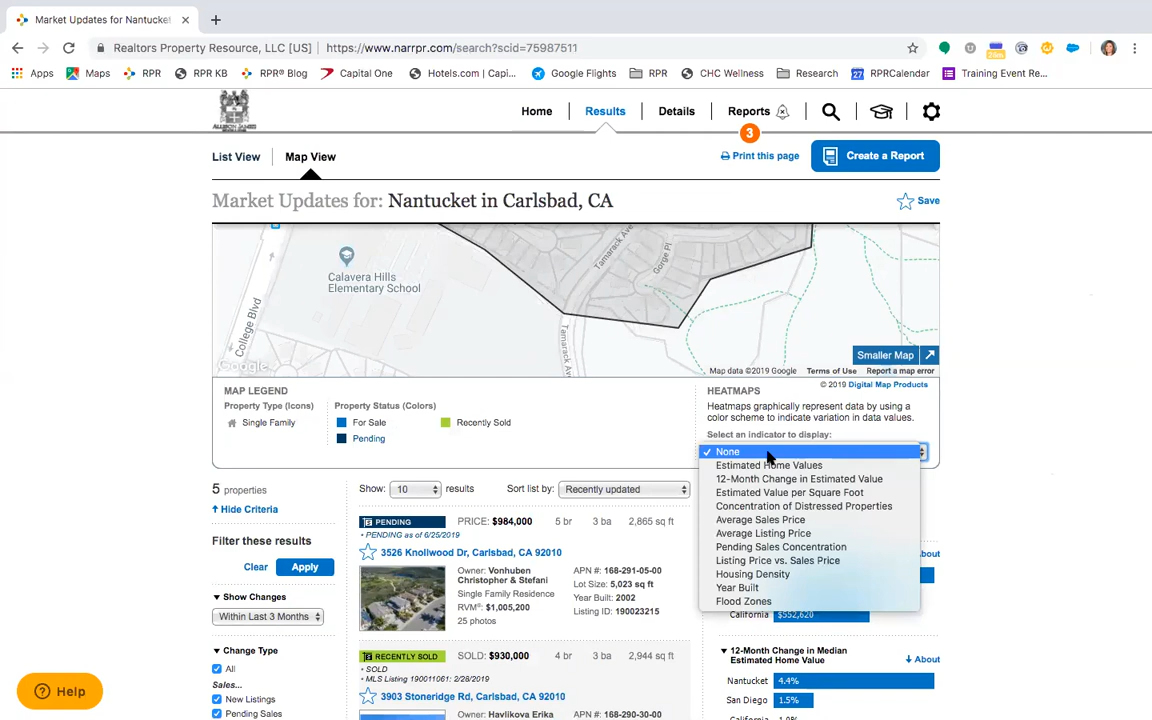 Market Updates for Nantucket
Realtors Property Resource, LLC [US] | https://www.narrpr.com/search?scid=75987511
Apps Maps RPR RPR KB RPR® Blog Capital One Hotels.com | Capi... Google Flights RPR CHC Wellness Research RPRCalendar Training Event Re...
ALLISON JAMES
Home Results Details Reports
3
List View Map View Print this page Create a Report
Market Updates for: Nantucket in Carlsbad, CA Save
Calavera Hills
Elementary School
College Blvd
Tamarack Ave
Gorge Pl
Tamarack Ave
Google
Smaller Map
Map data ©2019 Google Terms of Use Report a map error
© 2019 Digital Map Products
MAP LEGEND
Property Type (Icons) Property Status (Colors)
Single Family For Sale Recently Sold
Pending
HEATMAPS
Heatmaps graphically represent data by using a
color scheme to indicate variation in data values.
Select an indicator to display:
None
Estimated Home Values
12-Month Change in Estimated Value
Estimated Value per Square Foot
Concentration of Distressed Properties
Average Sales Price
Average Listing Price
Pending Sales Concentration
Listing Price vs. Sales Price
Housing Density
Year Built
Flood Zones
5 properties
Hide Criteria
Filter these results
Clear Apply
Show Changes
Within Last 3 Months
Change Type
All
Sales...
New Listings
Pending Sales
Show: 10 results Sort list by: Recently updated
PENDING PRICE: $984,000 5 br 3 ba 2,865 sq ft
• PENDING as of 6/25/2019
3526 Knollwood Dr, Carlsbad, CA 92010
Owner: Vonhuben
Christopher & Stefani
Single Family Residence
RVM® $1,005,200
25 photos
APN #: 168-291-05-00
Lot Size: 5,023 sq ft
Year Built: 2002
Listing ID: 190023215
RECENTLY SOLD SOLD: $930,000 4 br 3 ba 2,944 sq ft
• SOLD
• MLS Listing 190011061: 2/28/2019
3903 Stoneridge Rd, Carlsbad, CA 92010
Owner: Havlikova Erika APN #: 168-290-30-00
About
California $552,620
12-Month Change in Median
Estimated Home Value About
Nantucket 4.4%
San Diego 1.5%
California 1.9%
Help